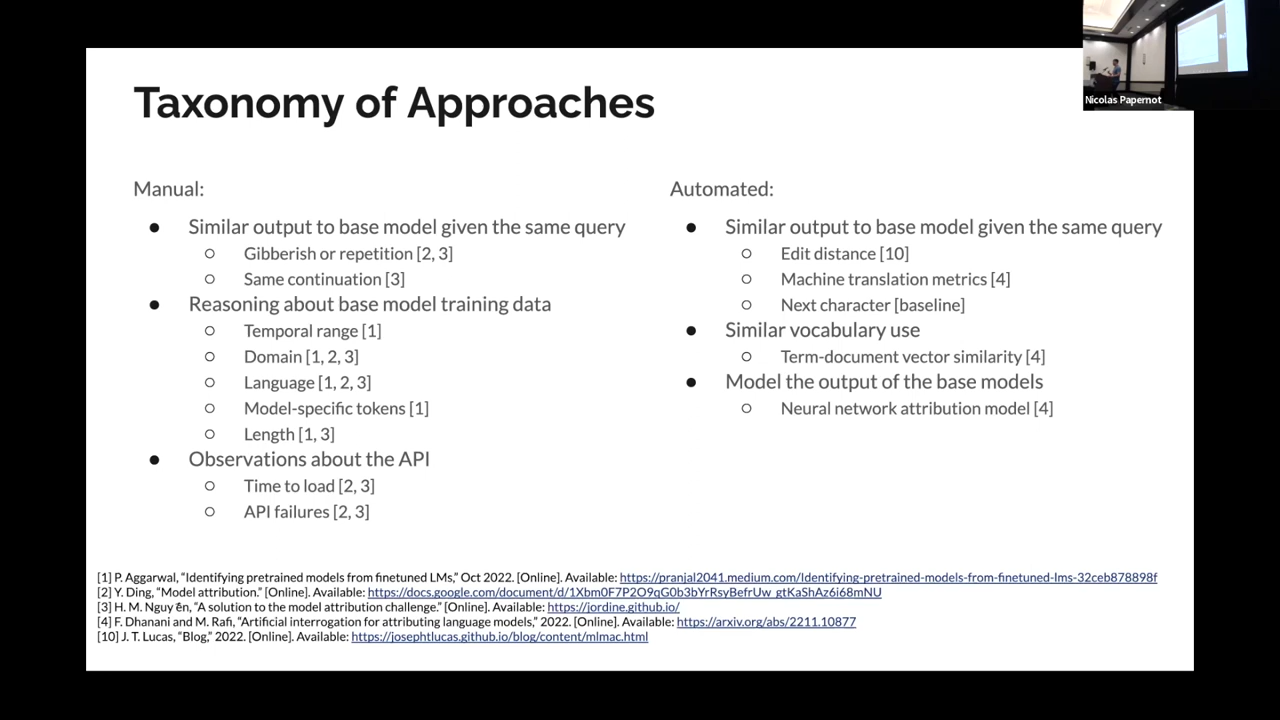 Taxonomy of Approaches
Nicolas Papernot
Manual:
● Similar output to base model given the same query
○ Gibberish or repetition [2, 3]
○ Same continuation [3]
● Reasoning about base model training data
○ Temporal range [1]
○ Domain [1, 2, 3]
○ Language [1, 2, 3]
○ Model-specific tokens [1]
○ Length [1, 3]
● Observations about the API
○ Time to load [2, 3]
○ API failures [2, 3]
Automated:
● Similar output to base model given the same query
○ Edit distance [10]
○ Machine translation metrics [4]
○ Next character [baseline]
● Similar vocabulary use
○ Term-document vector similarity [4]
● Model the output of the base models
○ Neural network attribution model [4]
[1] P. Aggarwal, “Identifying pretrained models from finetuned LMs,” Oct 2022. [Online]. Available: https://pranjal2041.medium.com/Identifying-pretrained-models-from-finetuned-lms-32ceb878898f
[2] Y. Ding, “Model attribution.” [Online]. Available: https://docs.google.com/document/d/1Xbm0F7P2O9qG0b3bYrRsyBefrUw_gtKaShAz6i68mNU
[3] H. M. Nguy ên, “A solution to the model attribution challenge.” [Online]. Available: https://jordine.github.io/
[4] F. Dhanani and M. Rafi, “Artificial interrogation for attributing language models,” 2022. [Online]. Available: https://arxiv.org/abs/2211.10877
[10] J. T. Lucas, “Blog,” 2022. [Online]. Available: https://josephtlucas.github.io/blog/content/mlmac.html